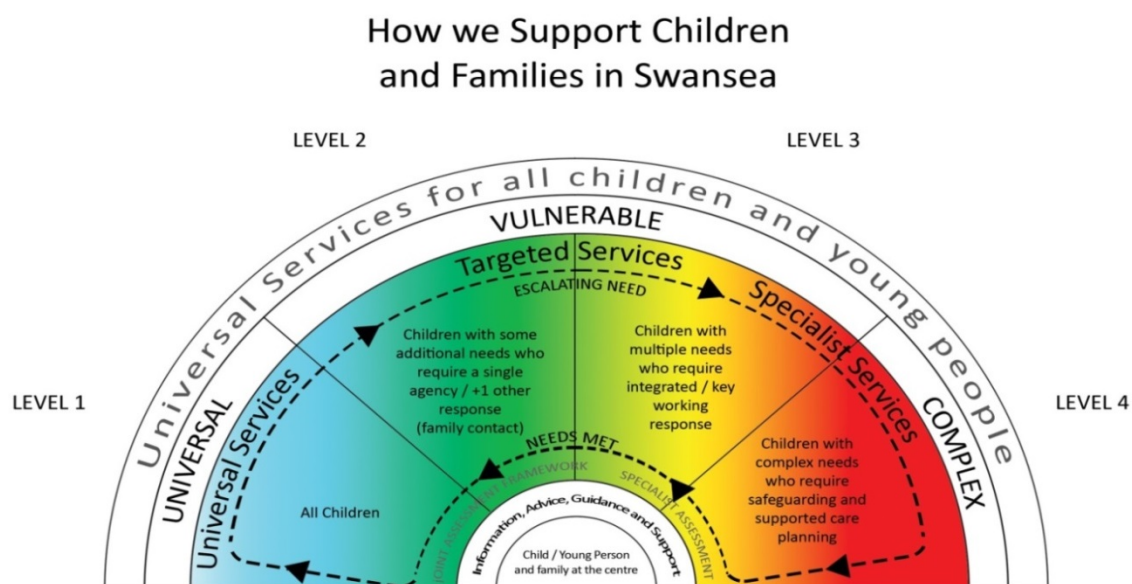 How we Support Children
and Families in Swansea
LEVEL 2
LEVEL 3
LEVEL 1
LEVEL 4
Universal Services for all children and young people
UNIVERSAL
VULNERABLE
COMPLEX
Universal Services
Targeted Services
Specialist Services
ESCALATING NEED
All Children
Children with some
additional needs who
require a single
agency / +1 other
response
(family contact)
Children with
multiple needs
who require
integrated / key
working
response
Children with
complex needs
who require
safeguarding and
supported care
planning
NEEDS MET
JOINT ASSESSMENT FRAMEWORK
SPECIALIST ASSESSMENT
Information, Advice, Guidance and Support
Child / Young Person
and family at the centre